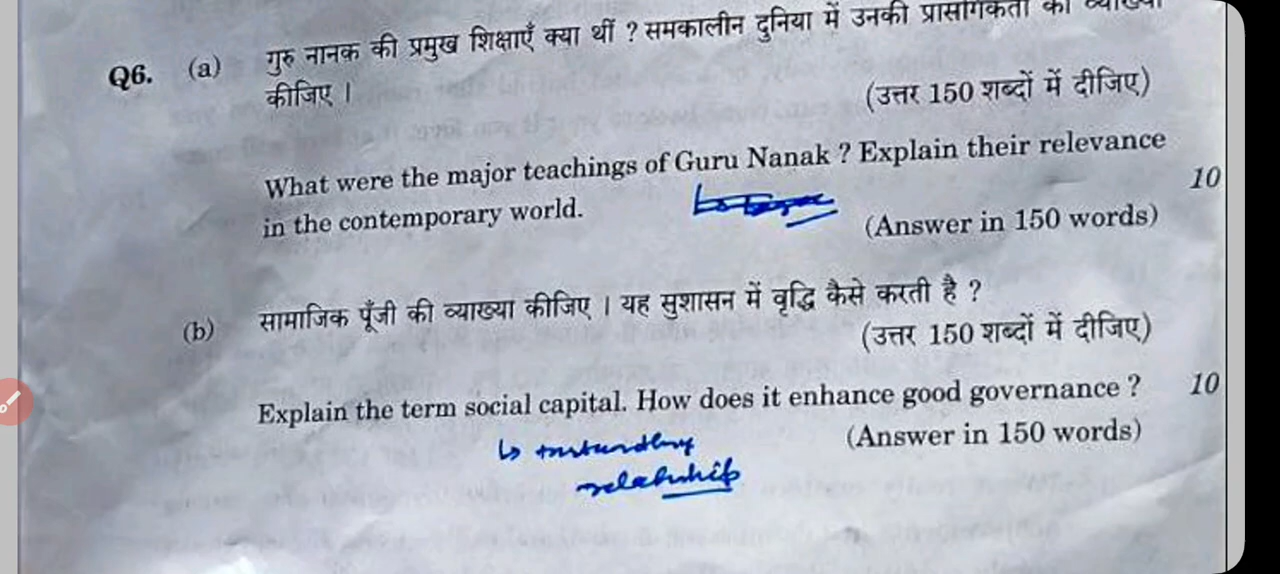 Q6. (a) गुरु नानक की प्रमुख शिक्षाएँ क्या थीं ? समकालीन दुनिया में उनकी प्रासंगिकता की व्याख्या
कीजिए । (उत्तर 150 शब्दों में दीजिए)
What were the major teachings of Guru Nanak ? Explain their relevance
in the contemporary world. 10
(Answer in 150 words)
(b) सामाजिक पूँजी की व्याख्या कीजिए । यह सुशासन में वृद्धि कैसे करती है ?
(उत्तर 150 शब्दों में दीजिए)
Explain the term social capital. How does it enhance good governance ? 10
(Answer in 150 words)
relationship